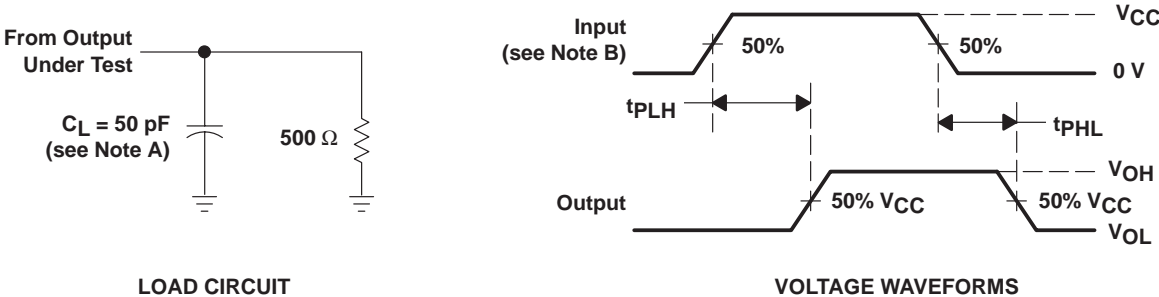 From Output
Under Test
CL = 50 pF
(see Note A)
500 Ω
LOAD CIRCUIT
Input
(see Note B)
50%
50%
VCC
0 V
tPLH
tPHL
Output
50% VCC
50% VCC
VOH
VOL
VOLTAGE WAVEFORMS